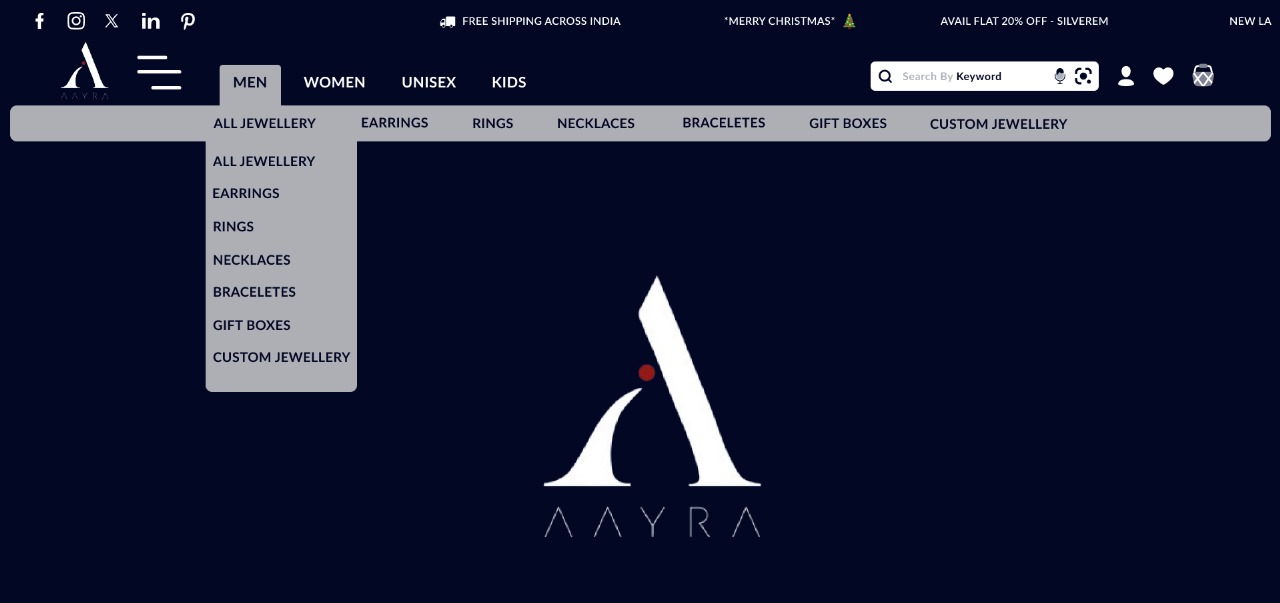 FREE SHIPPING ACROSS INDIA
*MERRY CHRISTMAS*
AVAIL FLAT 20% OFF - SILVEREM
NEW LA
AAYRA
MEN
WOMEN
UNISEX
KIDS
Search By Keyword
ALL JEWELLERY
EARRINGS
RINGS
NECKLACES
BRACELETES
GIFT BOXES
CUSTOM JEWELLERY
ALL JEWELLERY
EARRINGS
RINGS
NECKLACES
BRACELETES
GIFT BOXES
CUSTOM JEWELLERY
AAYRA